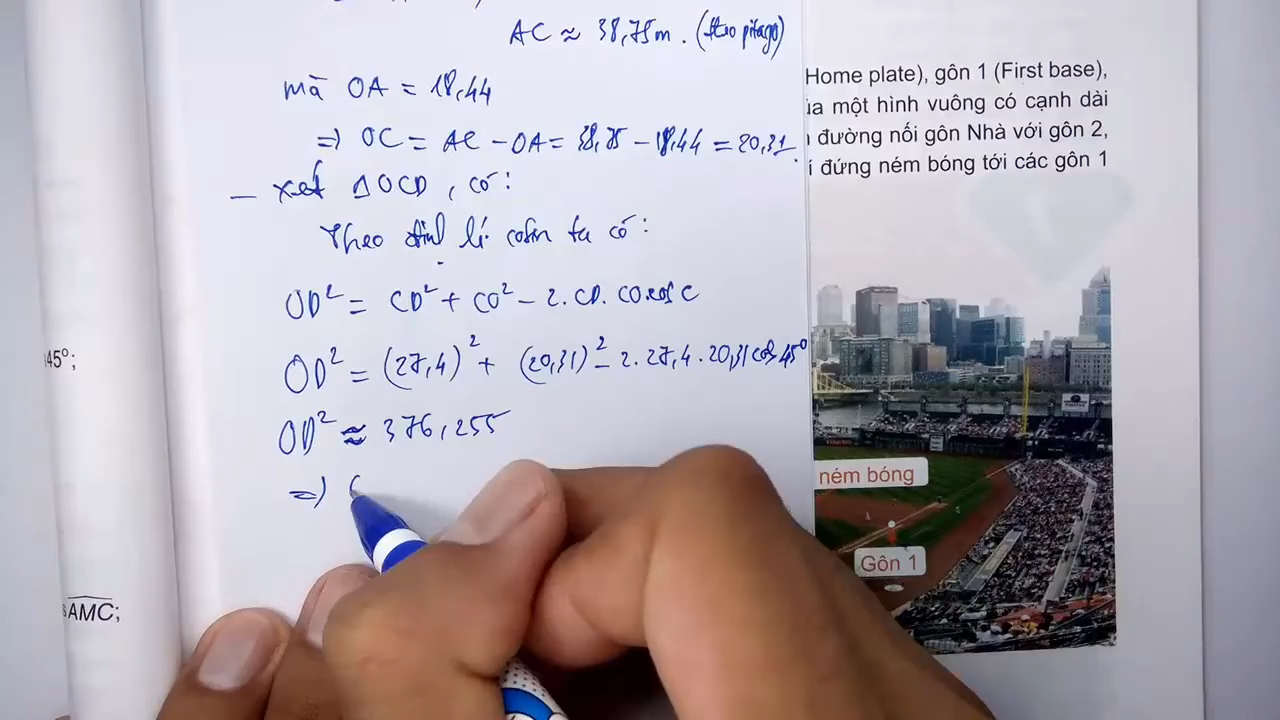 AC ≈ 38,75m. (theo pitago)
mà OA = 18,44
=> OC = AC - OA = 38,75 - 18,44 = 20,31.
- xét ΔOCD, có:
Theo định lí cosin ta có:
OD² = CD² + CO² - 2.CD.CO.cos C
OD² = (27,4)² + (20,31)² - 2.27,4.20,31 cos 45°
OD² ≈ 376,255
=>
Home plate), gôn 1 (First base),
ủa một hình vuông có cạnh dài
đường nối gôn Nhà với gôn 2,
í đứng ném bóng tới các gôn 1
ném bóng
Gôn 1
45°;
AMC;